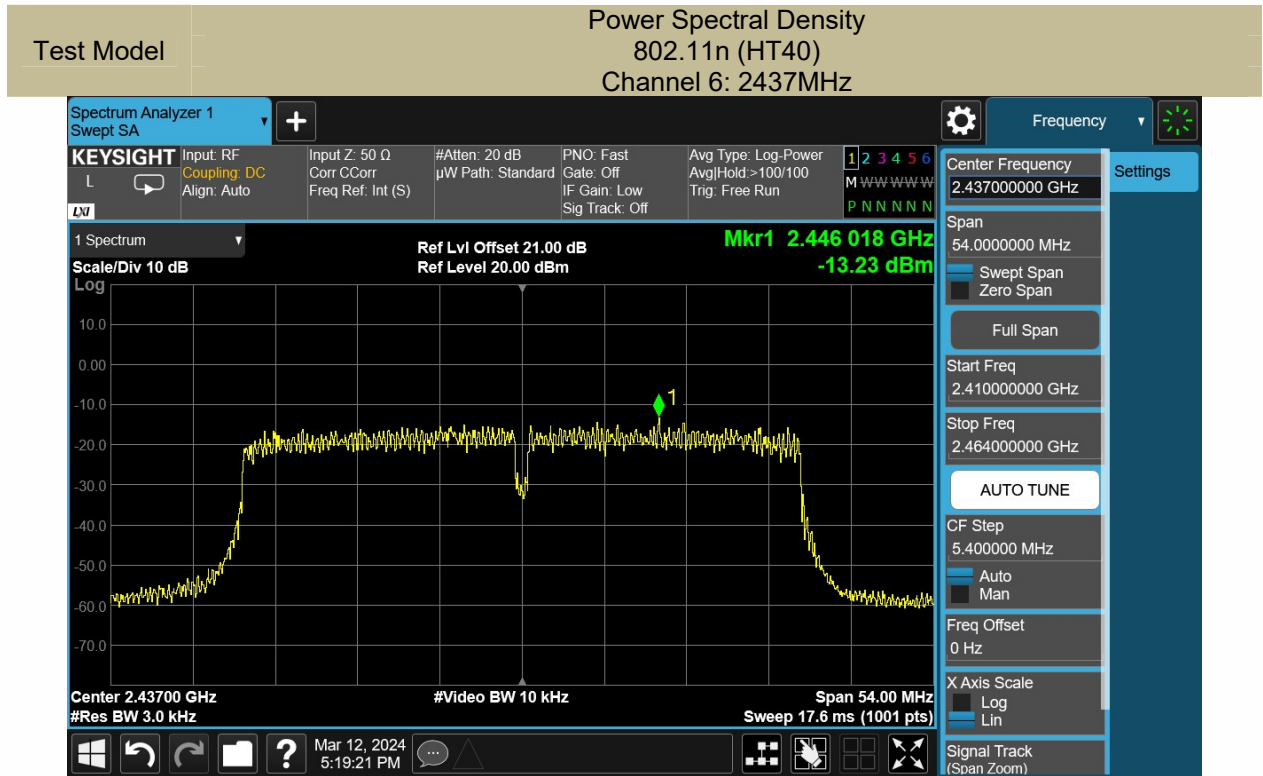 Test Model
Power Spectral Density
802.11n (HT40)
Channel 6: 2437MHz
Spectrum Analyzer 1
Swept SA
Frequency
KEYSIGHT
L
LXI
Input: RF
Coupling: DC
Align: Auto
Input Z: 50 Ω
Corr CCorr
Freq Ref: Int (S)
#Atten: 20 dB
µW Path: Standard
PNO: Fast
Gate: Off
IF Gain: Low
Sig Track: Off
Avg Type: Log-Power
Avg|Hold:>100/100
Trig: Free Run
1 2 3 4 5 6
M W W W W W
P N N N N N
1 Spectrum
Scale/Div 10 dB
Log
Ref Lvl Offset 21.00 dB
Ref Level 20.00 dBm
Mkr1 2.446 018 GHz
-13.23 dBm
10.0
0.00
-10.0
-20.0
-30.0
-40.0
-50.0
-60.0
-70.0
1
Center 2.43700 GHz
#Res BW 3.0 kHz
#Video BW 10 kHz
Span 54.00 MHz
Sweep 17.6 ms (1001 pts)
Center Frequency
2.437000000 GHz
Span
54.0000000 MHz
Swept Span
Zero Span
Full Span
Start Freq
2.410000000 GHz
Stop Freq
2.464000000 GHz
AUTO TUNE
CF Step
5.400000 MHz
Auto
Man
Freq Offset
0 Hz
X Axis Scale
Log
Lin
Signal Track
(Span Zoom)
Settings
?
Mar 12, 2024
5:19:21 PM